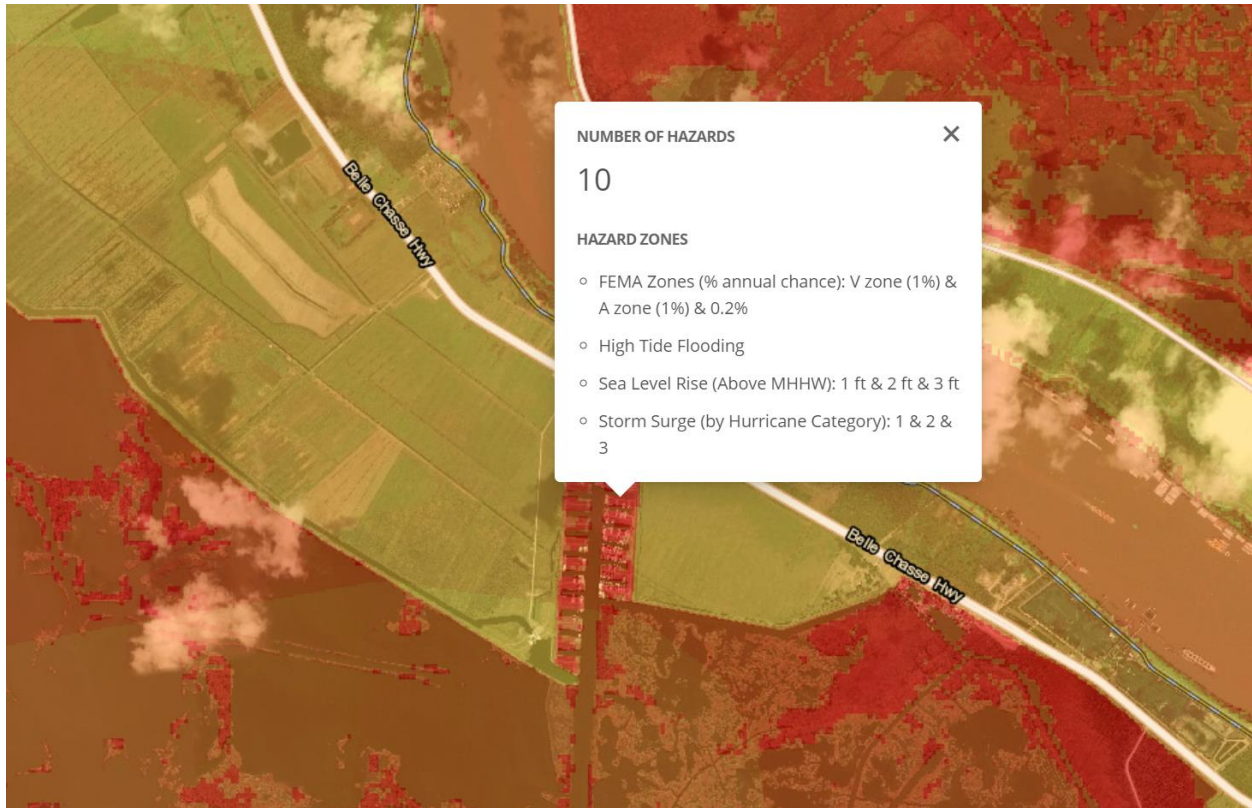 NUMBER OF HAZARDS
10
HAZARD ZONES
FEMA Zones (% annual chance): V zone (1%) &
A zone (1%) & 0.2%
High Tide Flooding
Sea Level Rise (Above MHHW): 1 ft & 2 ft & 3 ft
Storm Surge (by Hurricane Category): 1 & 2 &
3
Belle Chasse Hwy
Belle Chasse Hwy